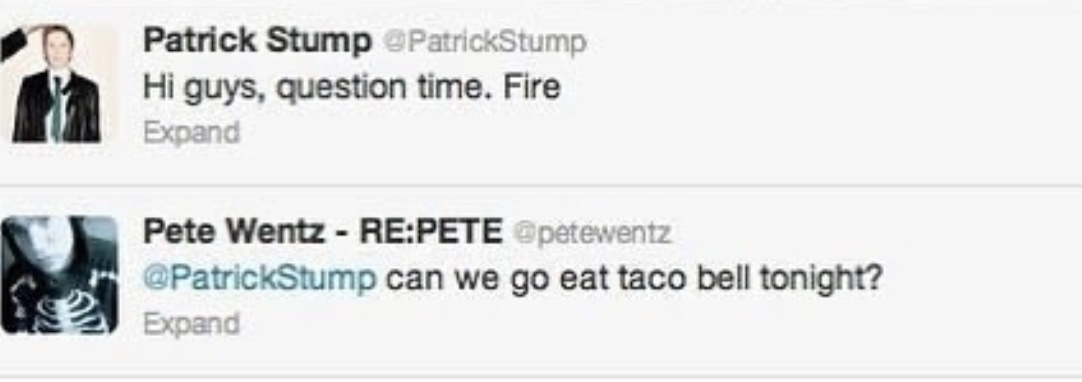 Patrick Stump @PatrickStump
Hi guys, question time. Fire
Expand
Pete Wentz - RE:PETE @petewentz
@PatrickStump can we go eat taco bell tonight?
Expand